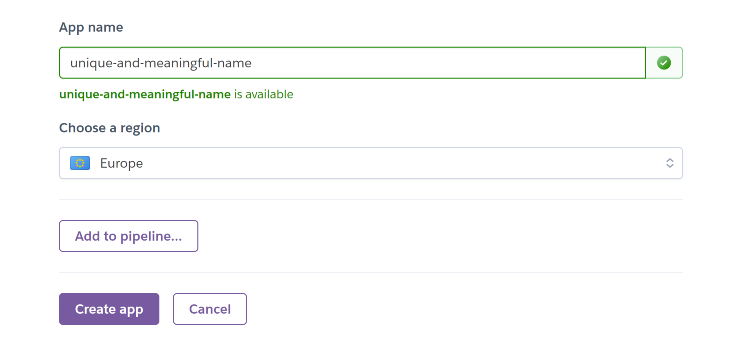 App name
unique-and-meaningful-name
unique-and-meaningful-name is available
Choose a region
Europe
Add to pipeline...
Create app Cancel